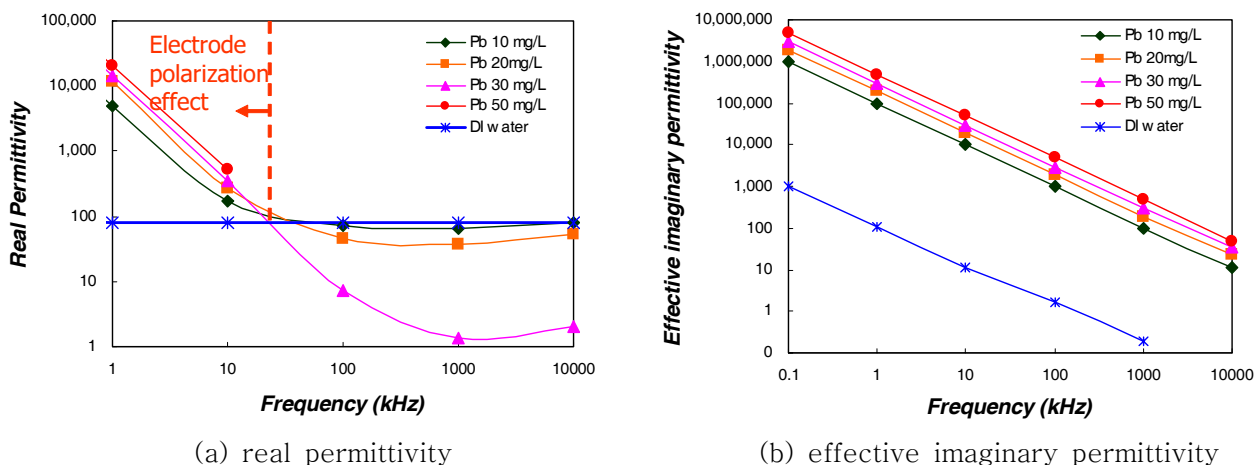 100,000
10,000
1,000
100
10
1
Real Permittivity
Electrode
polarization
effect
Pb 10 mg/L
Pb 20mg/L
Pb 30 mg/L
Pb 50 mg/L
DI water
1 10 100 1000 10000
Frequency (kHz)
(a) real permittivity
10,000,000
1,000,000
100,000
10,000
1,000
100
10
1
0
Effective imaginary permittivity
Pb 10 mg/L
Pb 20mg/L
Pb 30 mg/L
Pb 50 mg/L
DI water
0.1 1 10 100 1000 10000
Frequency (kHz)
(b) effective imaginary permittivity